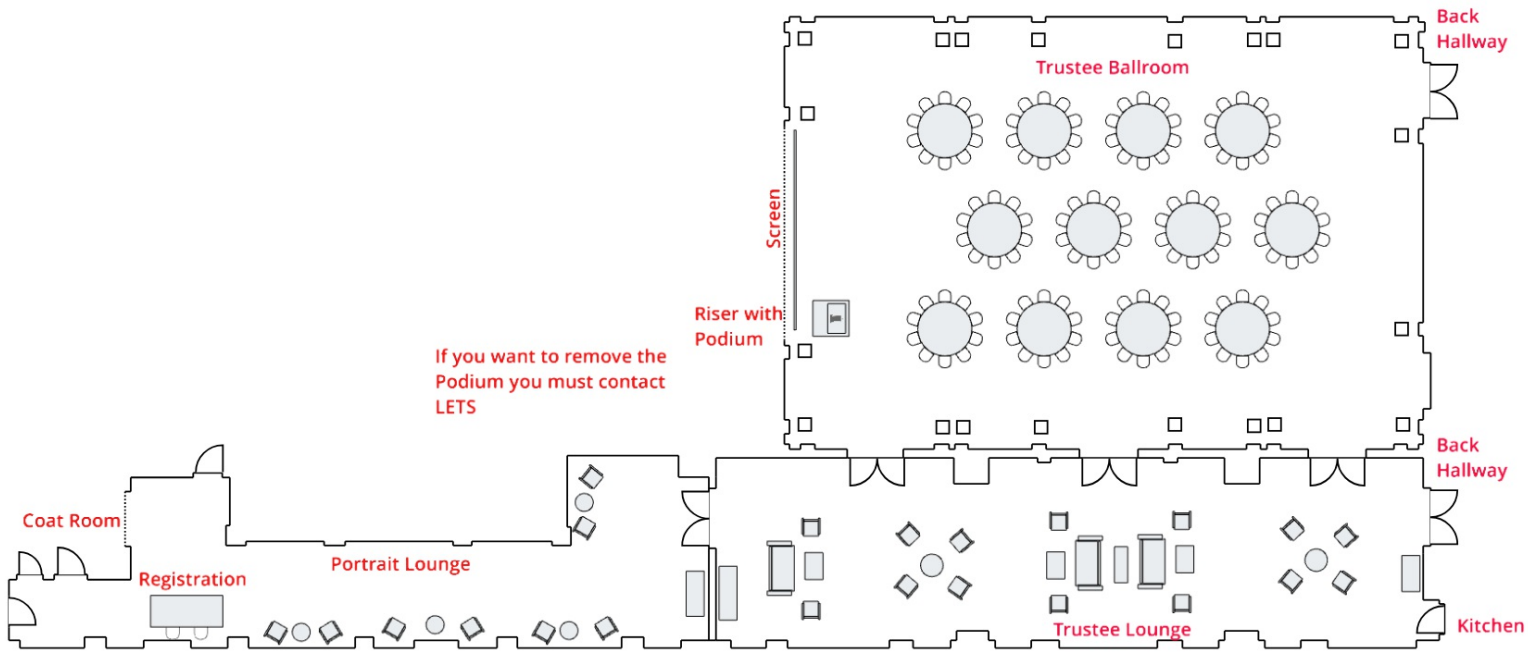 Back
Hallway
Trustee Ballroom
Screen
Riser with
Podium
If you want to remove the
Podium you must contact
LETS
Back
Hallway
Coat Room
Portrait Lounge
Registration
Trustee Lounge
Kitchen